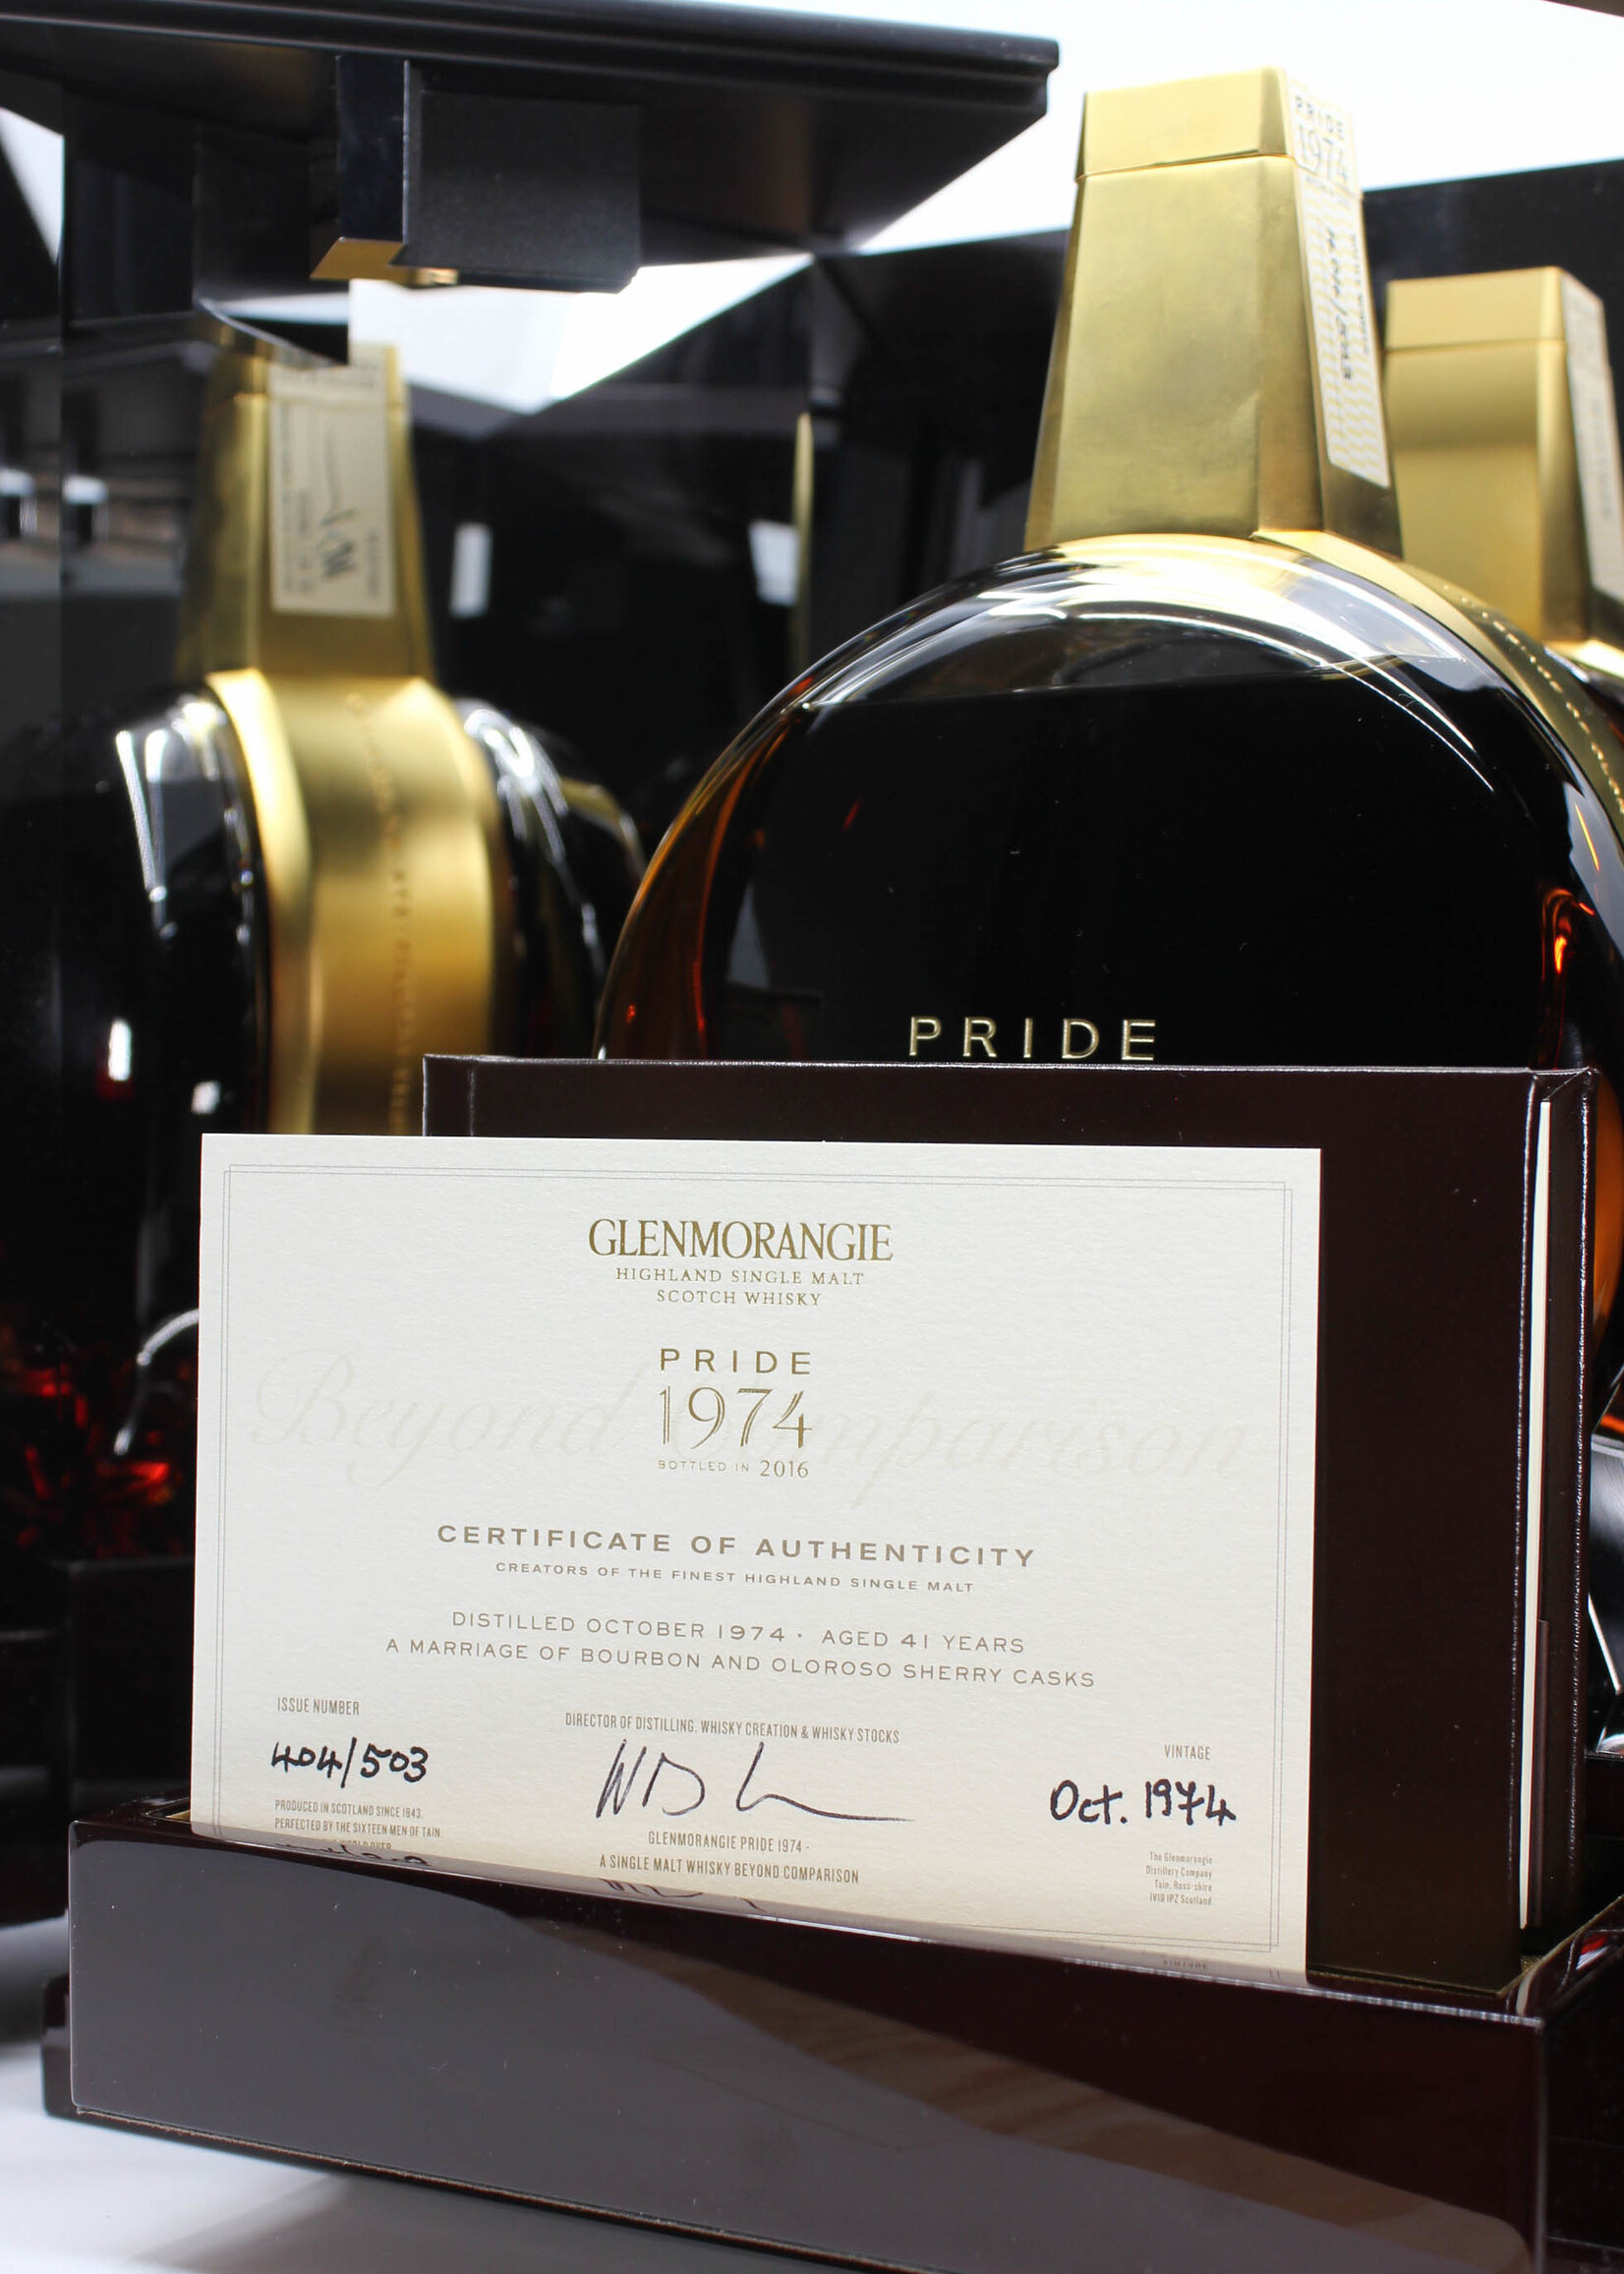 PRIDE
1974
PRIDE
GLENMORANGIE
HIGHLAND SINGLE MALT
SCOTCH WHISKY
Beyond Comparison
PRIDE
1974
BOTTLED IN 2016
CERTIFICATE OF AUTHENTICITY
CREATORS OF THE FINEST HIGHLAND SINGLE MALT
DISTILLED OCTOBER 1974 · AGED 41 YEARS
A MARRIAGE OF BOURBON AND OLOROSO SHERRY CASKS
ISSUE NUMBER
404/503
PRODUCED IN SCOTLAND SINCE 1843.
PERFECTED BY THE SIXTEEN MEN OF TAIN.
WORLD OVER
DIRECTOR OF DISTILLING, WHISKY CREATION & WHISKY STOCKS
GLENMORANGIE PRIDE 1974 -
A SINGLE MALT WHISKY BEYOND COMPARISON
VINTAGE
Oct. 1974
The Glenmorangie
Distillery Company
Tain, Ross-shire
IV19 1PZ Scotland